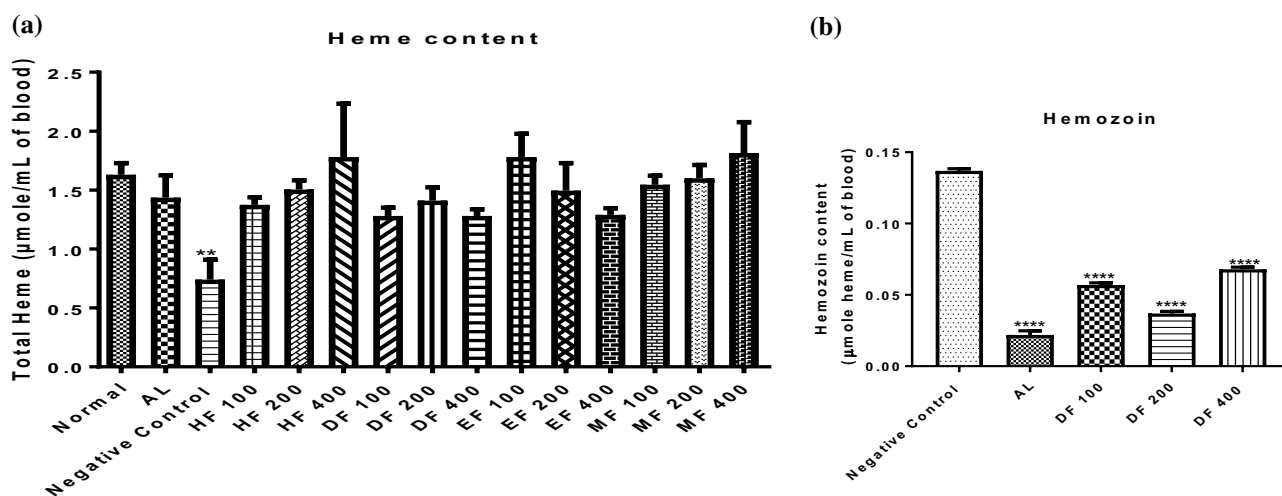 (a)
Heme content
Total Heme (µmole/mL of blood)
2.5
2.0
1.5
1.0
0.5
0.0
**
Normal
AL
Negative Control
HF 100
HF 200
HF 400
DF 100
DF 200
DF 400
EF 100
EF 200
EF 400
MF 100
MF 200
MF 400
(b)
Hemozoin
Hemozoin content
(µmole heme/mL of blood)
0.15
0.10
0.05
0.00
****
****
****
****
Negative Control
AL
DF 100
DF 200
DF 400